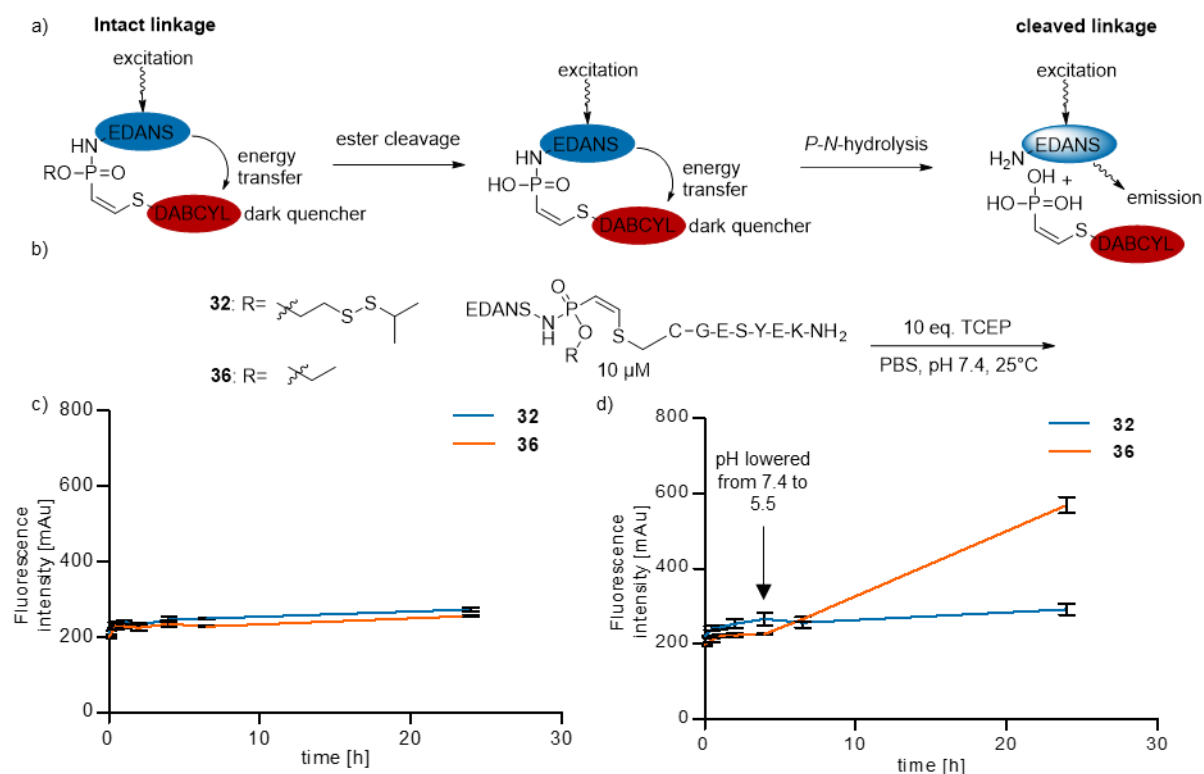 a)
Intact linkage
excitation
EDANS
HN
RO-P=O
S
DABCYL
energy
transfer
dark quencher
ester cleavage
excitation
EDANS
HN
HO-P=O
S
DABCYL
energy
transfer
dark quencher
P-N-hydrolysis
cleaved linkage
excitation
EDANS
H2N
OH +
HO-P=OH
S
DABCYL
emission
b)
32: R=
S-S
36: R=
EDANS
N
H
O
P
O
R
S
C-G-E-S-Y-E-K-NH2
10 µM
10 eq. TCEP
PBS, pH 7.4, 25°C
c)
32
36
Fluorescence
intensity [mAu]
800
600
400
200
0
0 10 20 30
time [h]
d)
32
36
pH lowered
from 7.4 to
5.5
Fluorescence
intensity [mAu]
800
600
400
200
0
0 10 20 30
time [h]